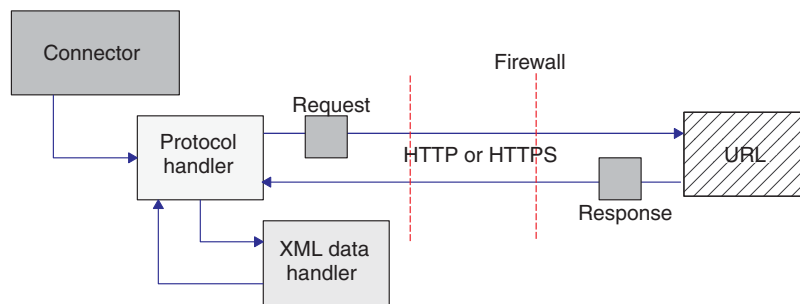 Connector
Firewall
Request
Protocol
handler
HTTP or HTTPS
URL
Response
XML data
handler